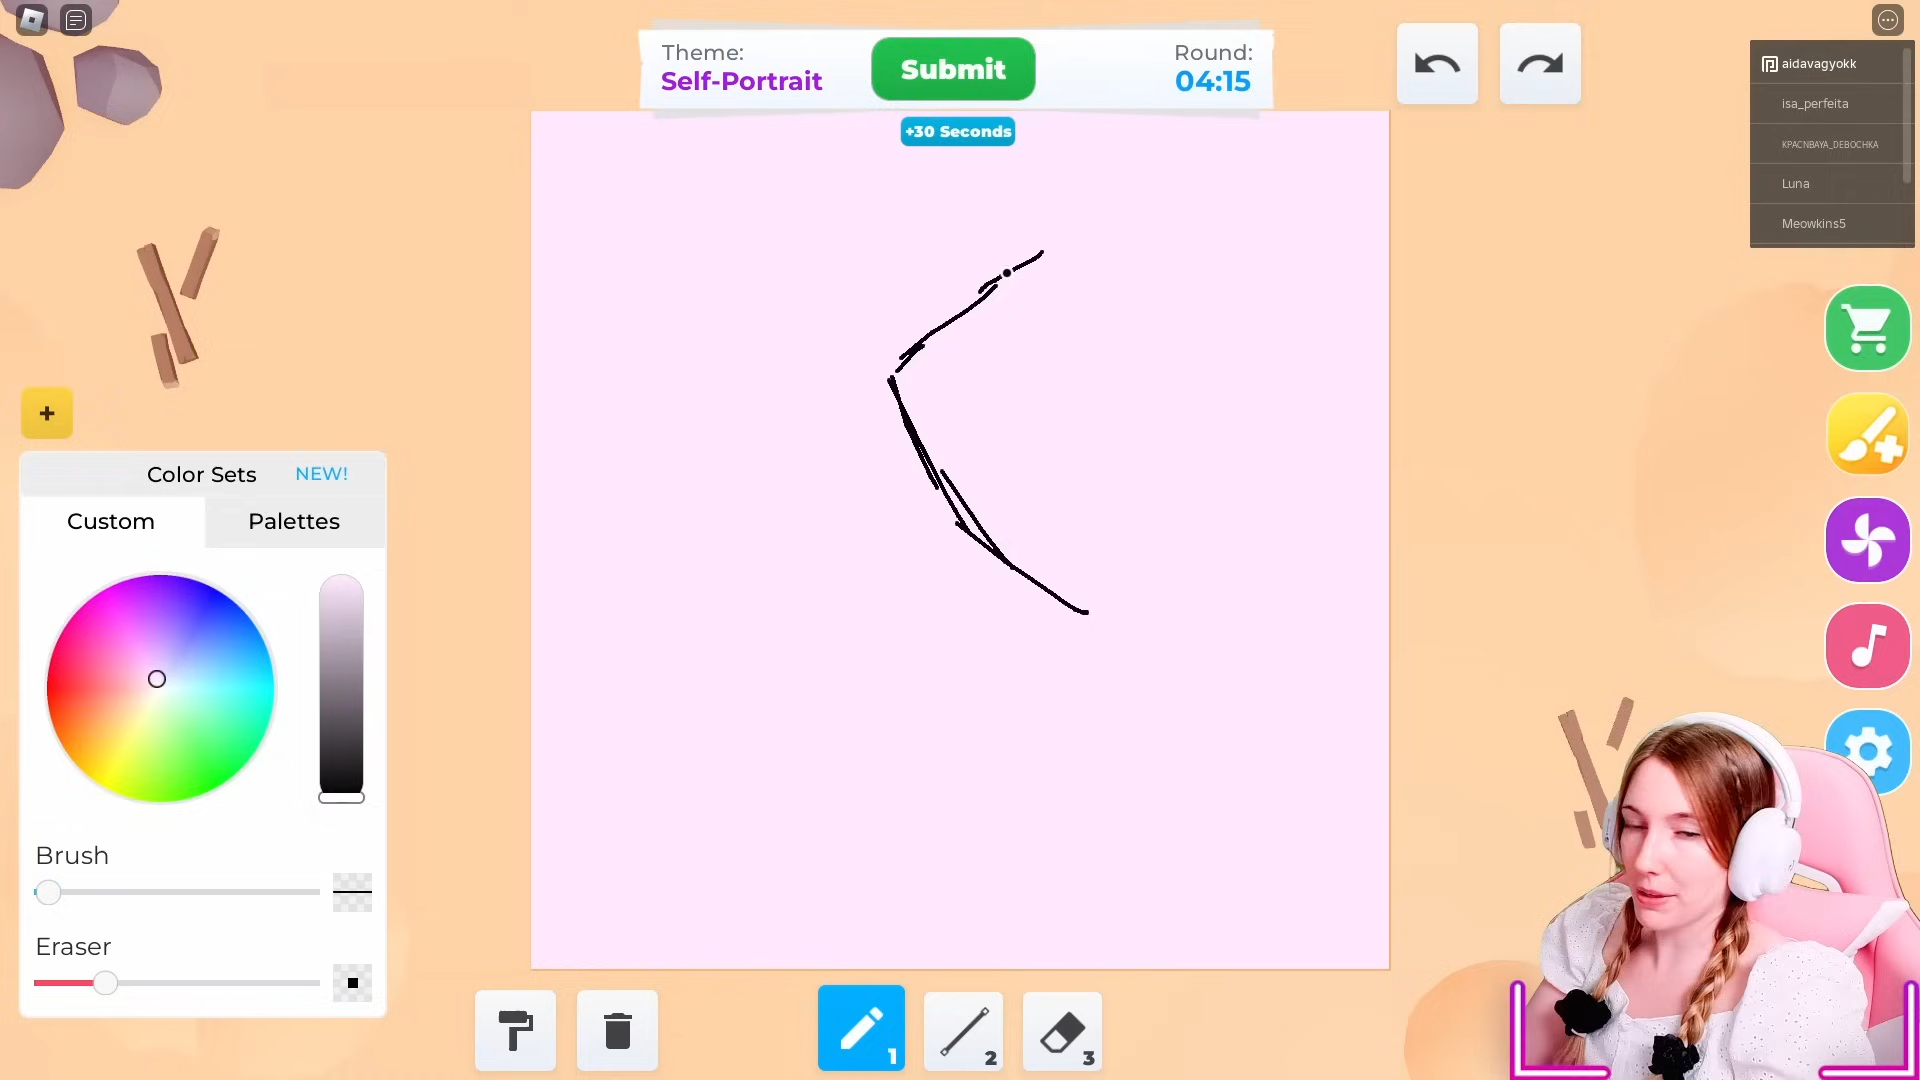 Theme:
Self-Portrait
Submit
Round:
04:15
+30 Seconds
aidavagyokk
isa_perfeita
KPACNBAYA_DEBOCHKA
Luna
Meowkins5
+
Color Sets
NEW!
Custom
Palettes
Brush
Eraser
1
2
3